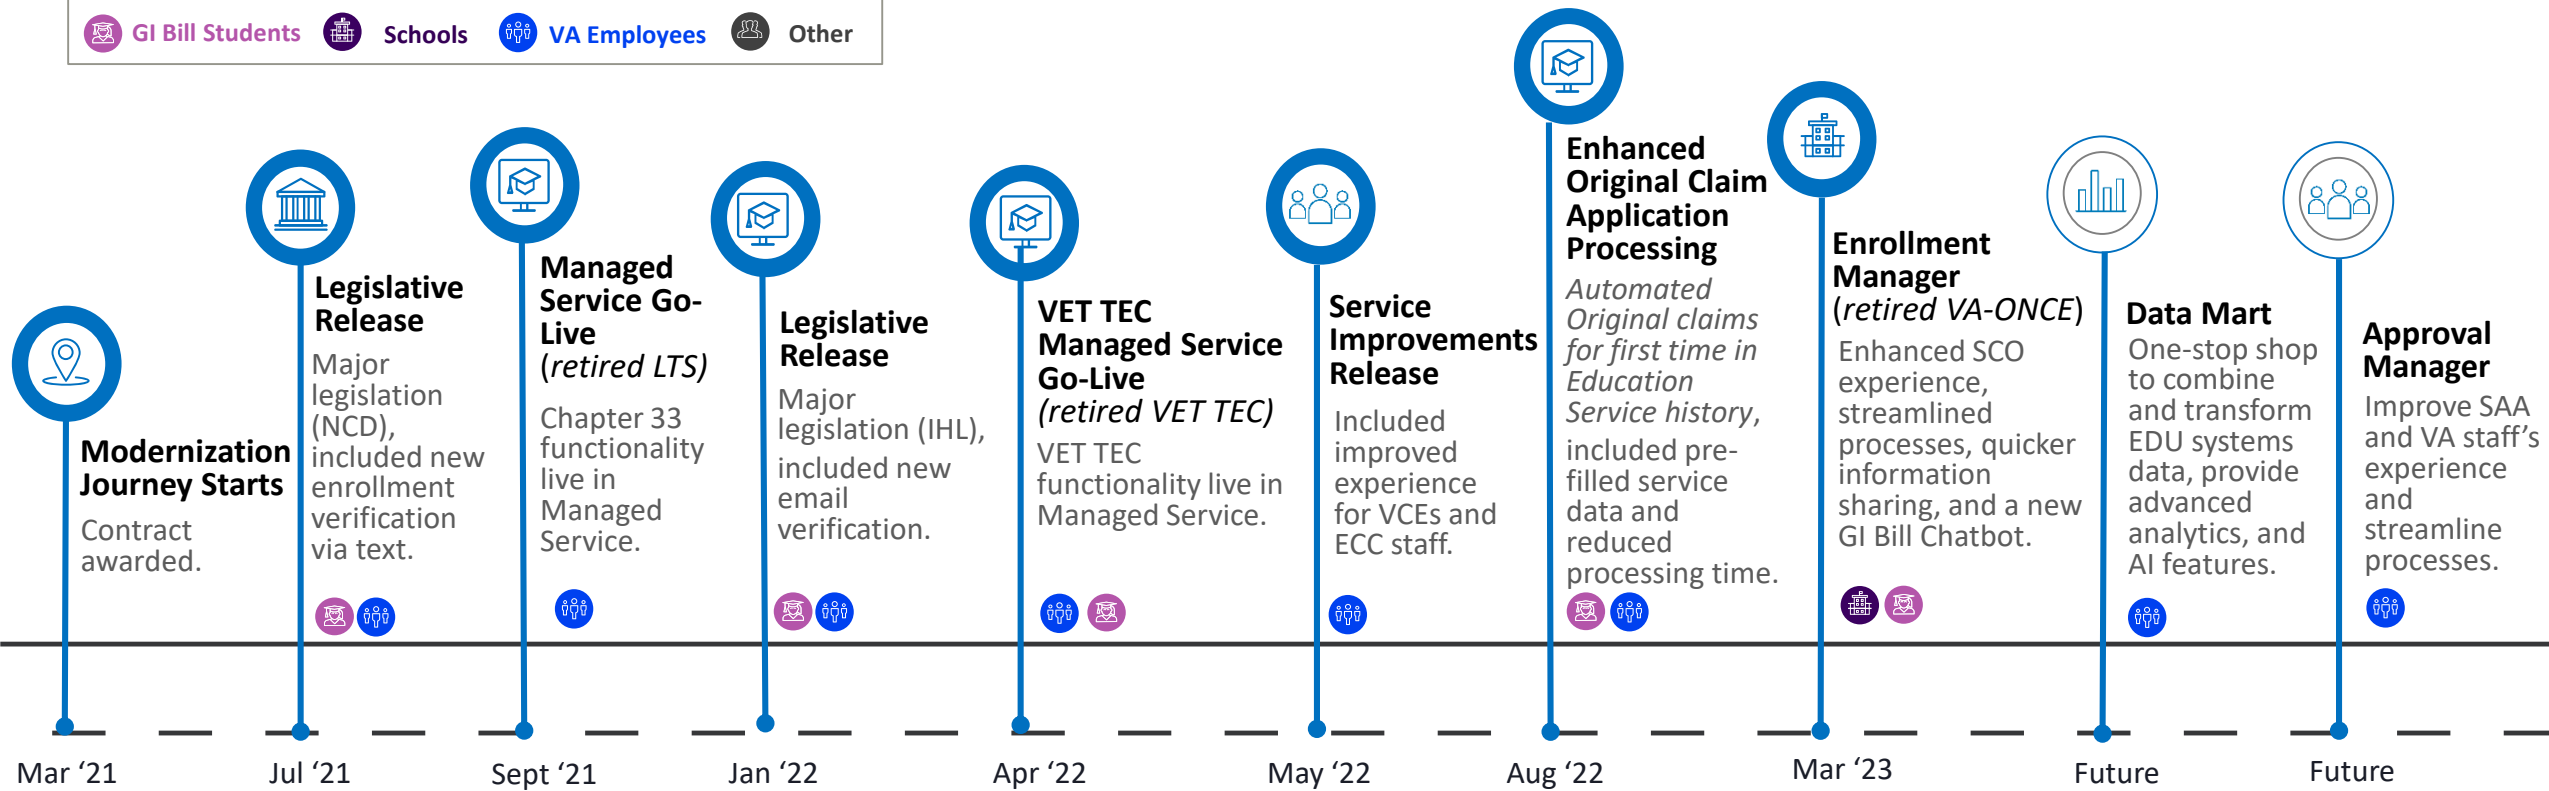 GI Bill Students
Schools
VA Employees
Other
Modernization
Journey Starts
Contract
awarded.
Legislative
Release
Major
legislation
(NCD),
included new
enrollment
verification
via text.
Managed
Service Go-
Live
(retired LTS)
Chapter 33
functionality
live in
Managed
Service.
Legislative
Release
Major
legislation (IHL),
included new
email
verification.
VET TEC
Managed Service
Go-Live
(retired VET TEC)
VET TEC
functionality live in
Managed Service.
Service
Improvements
Release
Included
improved
experience
for VCEs and
ECC staff.
Enhanced
Original Claim
Application
Processing
Automated
Original claims
for first time in
Education
Service history,
included pre-
filled service
data and
reduced
processing time.
Enrollment
Manager
(retired VA-ONCE)
Enhanced SCO
experience,
streamlined
processes, quicker
information
sharing, and a new
GI Bill Chatbot.
Data Mart
One-stop shop
to combine
and transform
EDU systems
data, provide
advanced
analytics, and
AI features.
Approval
Manager
Improve SAA
and VA staff’s
experience
and
streamline
processes.
Mar ‘21
Jul ‘21
Sept ‘21
Jan ‘22
Apr ‘22
May ‘22
Aug ‘22
Mar ‘23
Future
Future